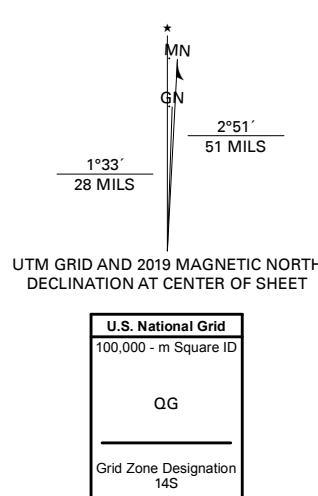 ★
MN
GN
2°51´
51 MILS
1°33´
28 MILS
UTM GRID AND 2019 MAGNETIC NORTH
DECLINATION AT CENTER OF SHEET
U.S. National Grid
100,000 - m Square ID
QG
Grid Zone Designation
14S